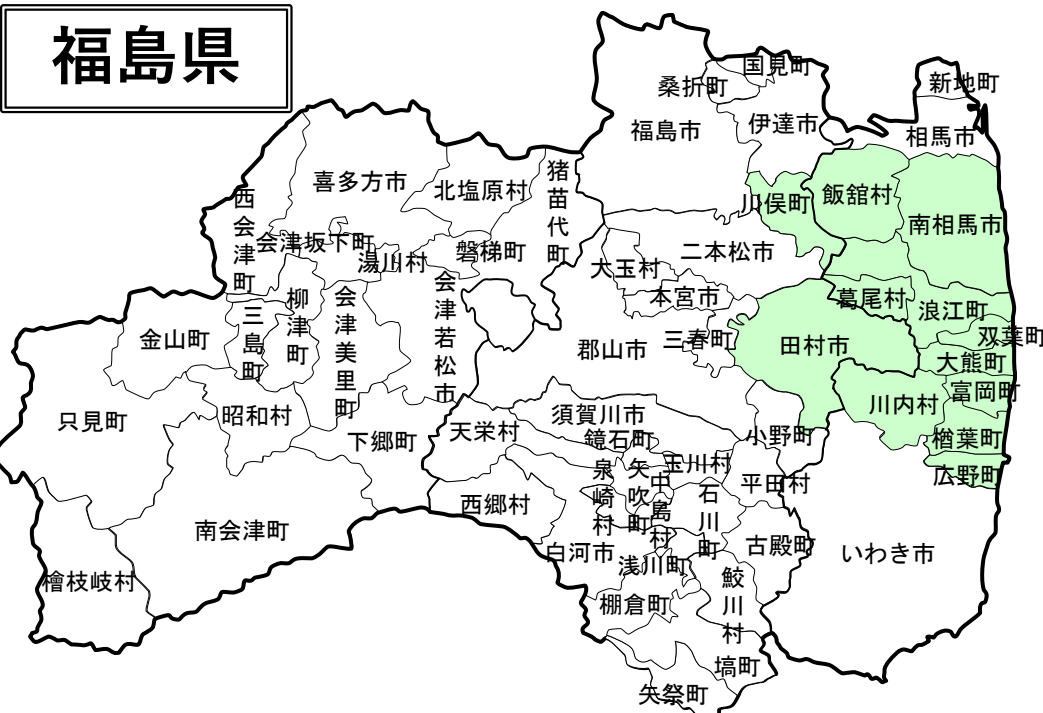 福島県
国見町
桑折町
新地町
福島市
伊達市
相馬市
猪苗代町
喜多方市
北塩原村
西会津町
川俣町
飯舘村
南相馬市
会津坂下町
湯川村
磐梯町
二本松市
大玉村
柳津町
会津美里町
会津若松市
本宮市
葛尾村
浪江町
三島町
金山町
郡山市
三春町
田村市
双葉町
大熊町
富岡町
只見町
昭和村
川内村
下郷町
天栄村
須賀川市
鏡石町
小野町
楢葉町
泉崎村
矢吹町
中島村
玉川村
石川町
平田村
広野町
南会津町
西郷村
白河市
浅川町
古殿町
いわき市
檜枝岐村
棚倉町
鮫川村
塙町
矢祭町